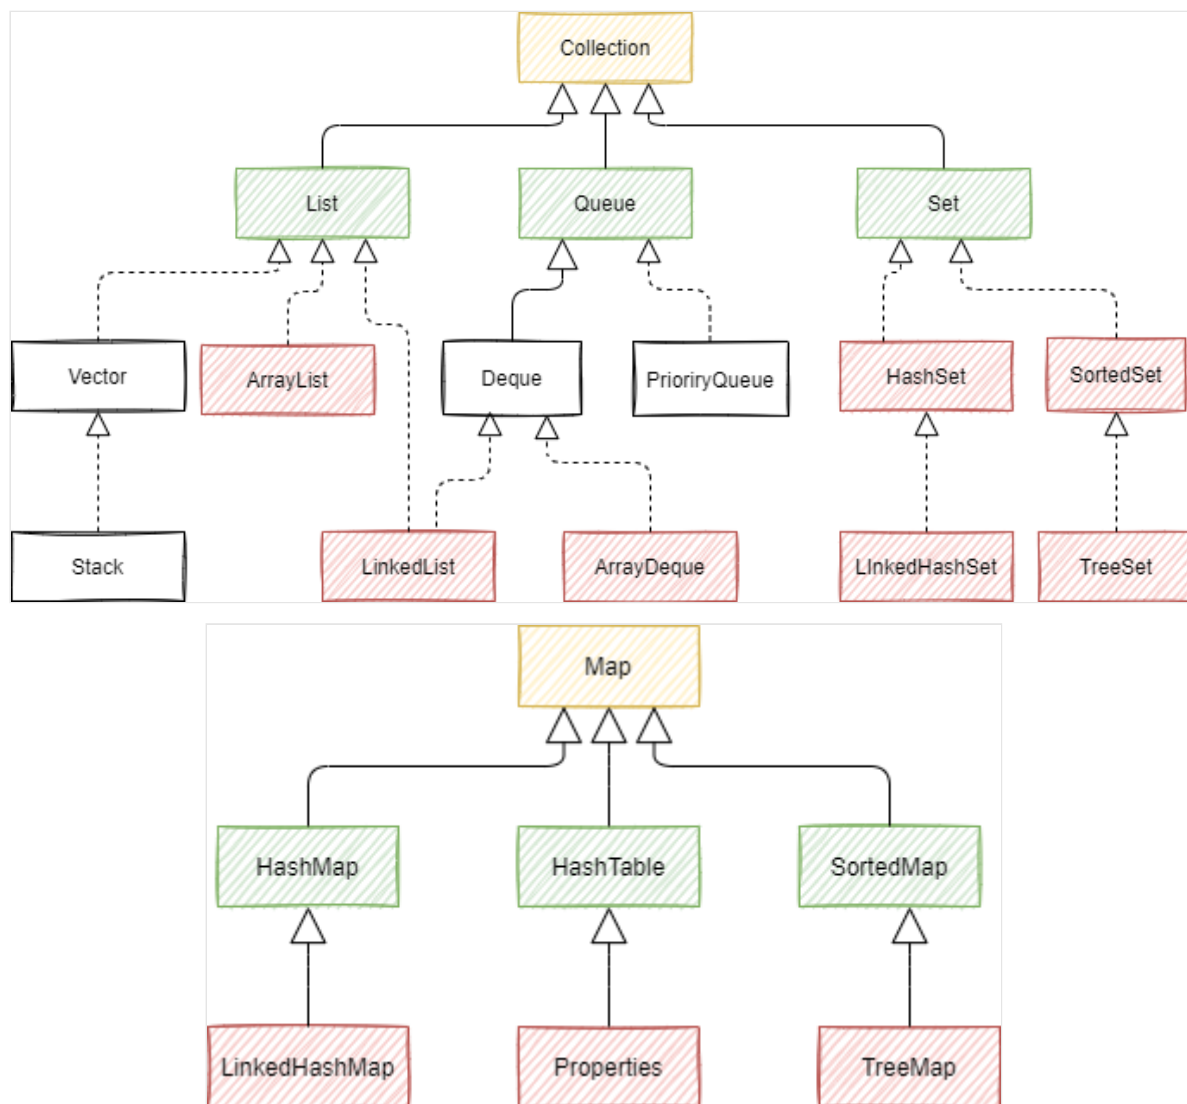 Collection
List
Queue
Set
Vector
ArrayList
Deque
PrioriryQueue
HashSet
SortedSet
Stack
LinkedList
ArrayDeque
LInkedHashSet
TreeSet
Map
HashMap
HashTable
SortedMap
LinkedHashMap
Properties
TreeMap